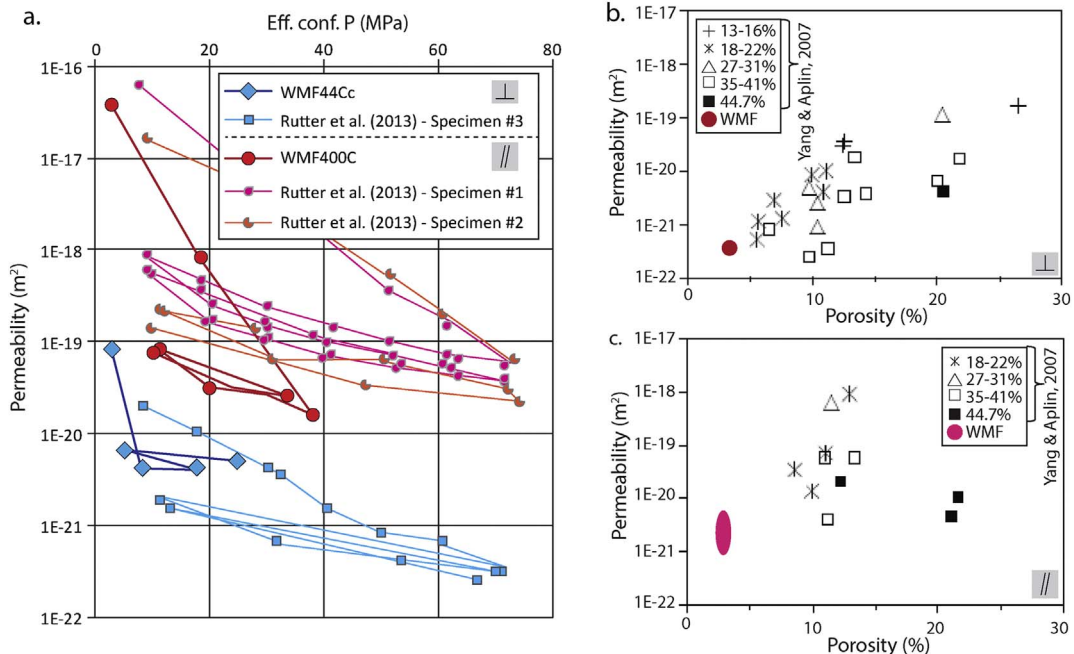 a.
Eff. conf. P (MPa)
0 20 40 60 80
1E-16
1E-17
1E-18
1E-19
1E-20
1E-21
1E-22
Permeability (m²)
WMF44Cc ⊥
Rutter et al. (2013) - Specimen #3
WMF400C //
Rutter et al. (2013) - Specimen #1
Rutter et al. (2013) - Specimen #2
b.
1E-17
1E-18
1E-19
1E-20
1E-21
1E-22
Permeability (m²)
13-16%
18-22%
27-31%
35-41%
44.7%
WMF
Yang & Aplin, 2007
⊥
0 10 20 30
Porosity (%)
c.
1E-17
1E-18
1E-19
1E-20
1E-21
1E-22
Permeability (m²)
18-22%
27-31%
35-41%
44.7%
WMF
Yang & Aplin, 2007
//
0 10 20 30
Porosity (%)